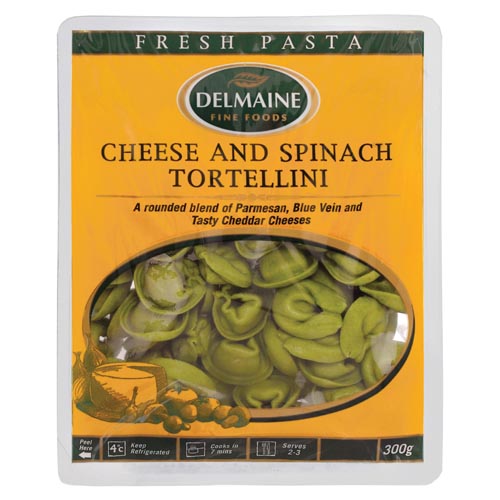 FRESH PASTA
DELMAINE
FINE FOODS
CHEESE AND SPINACH
TORTELLINI
A rounded blend of Parmesan, Blue Vein and
Tasty Cheddar Cheeses
Peel
Here
4°C
Keep
Refrigerated
Cooks in
7 mins
Serves
2-3
300g